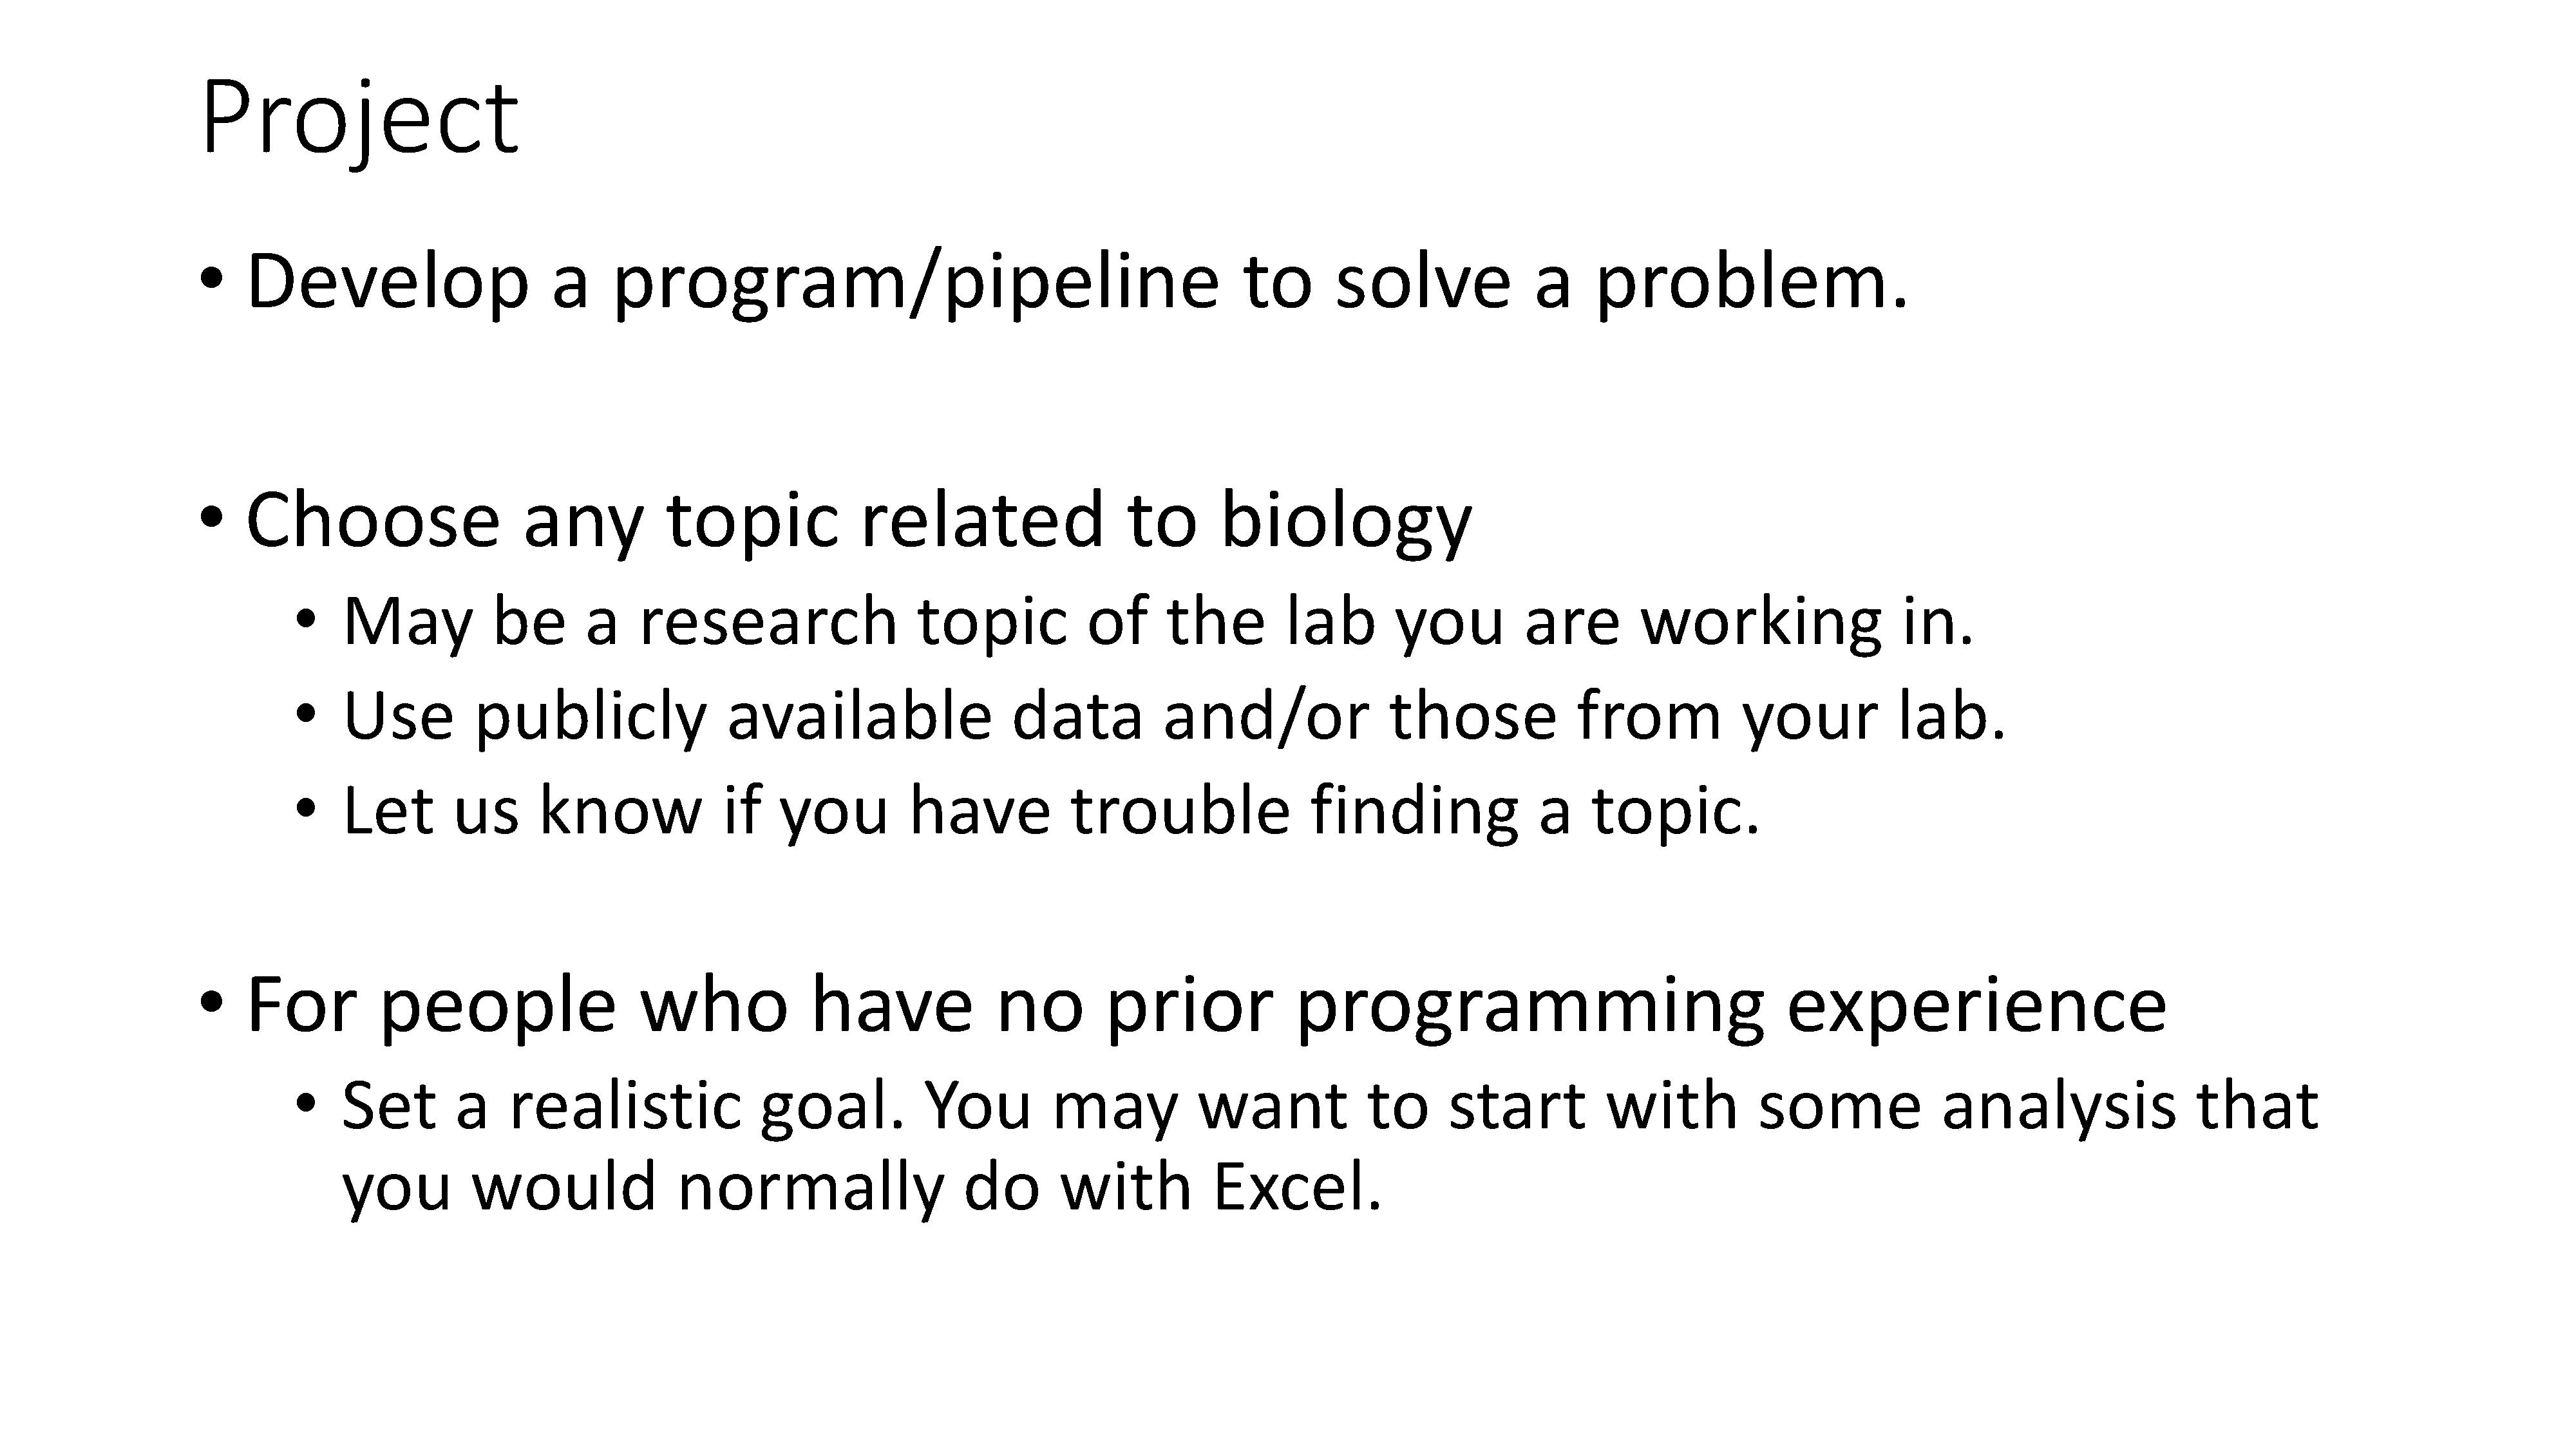 Project
• Develop a program/pipeline to solve a problem.
• Choose any topic related to biology
• May be a research topic of the lab you are working in.
• Use publicly available data and/or those from your lab.
• Let us know if you have trouble finding a topic.
• For people who have no prior programming experience
• Set a realistic goal. You may want to start with some analysis that
you would normally do with Excel.